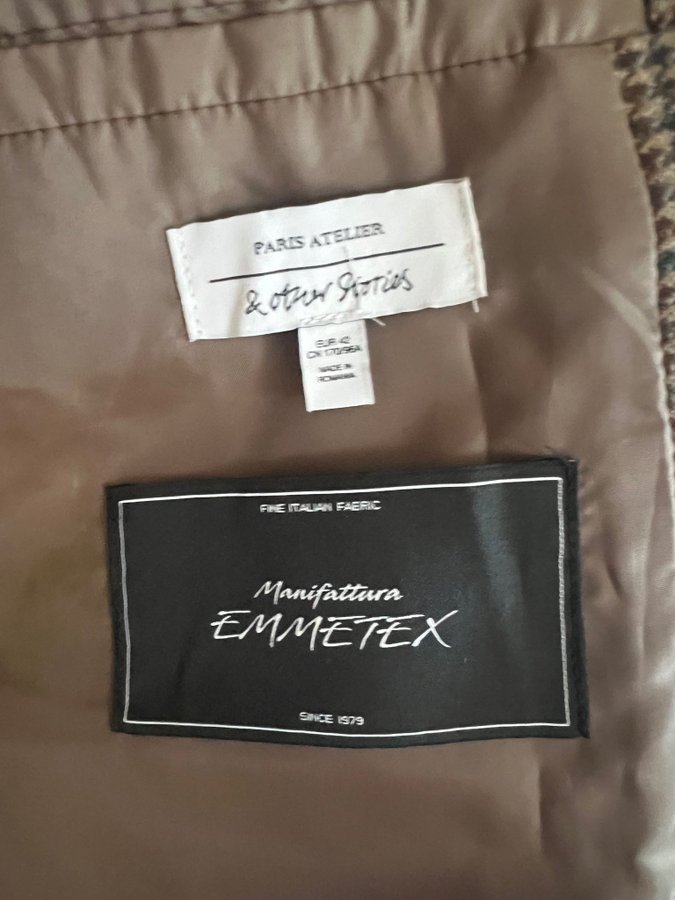 PARIS ATELIER
& other Stories
EUR 42
CN 170/96A
MADE IN
ROMANIA
FINE ITALIAN FABRIC
Manifattura
EMMETEX
SINCE 1979